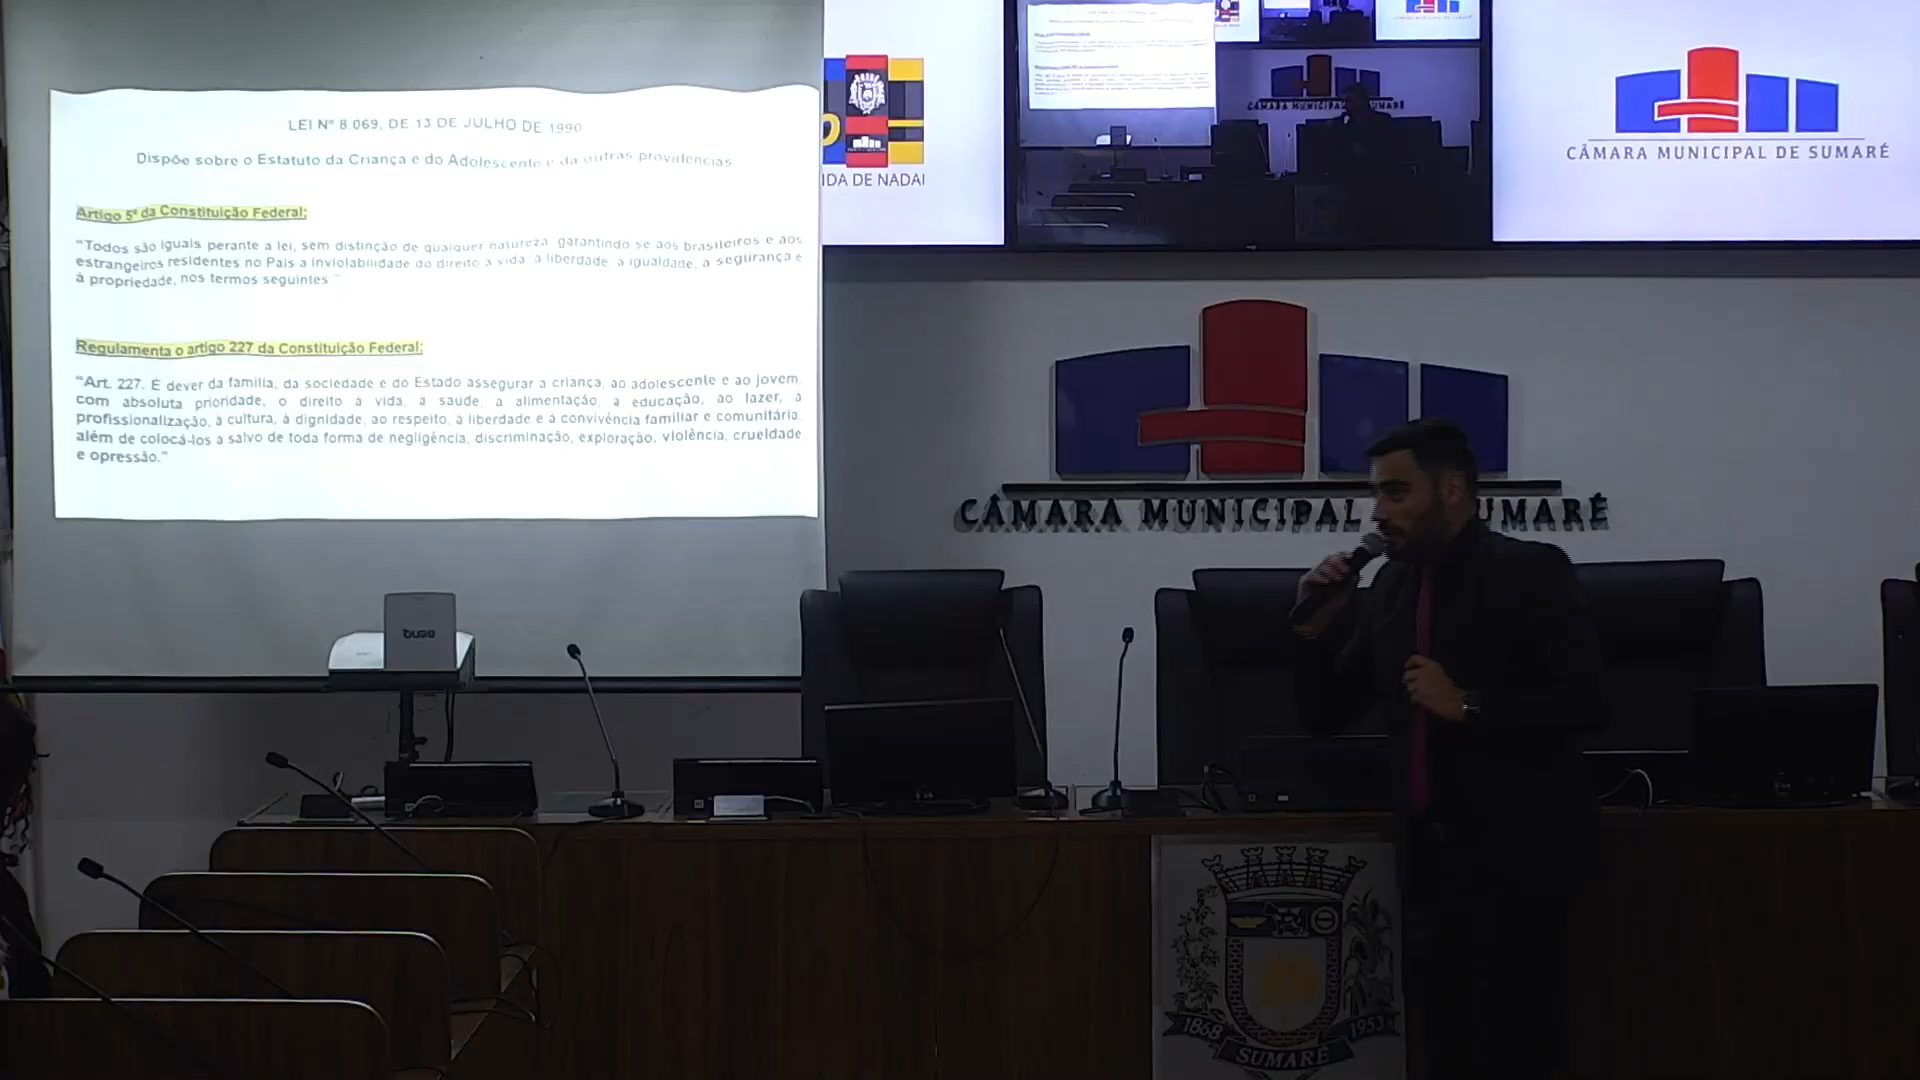 LEI Nº 8.069, DE 13 DE JULHO DE 1990
Dispõe sobre o Estatuto da Criança e do Adolescente e da outras providencias
Artigo 5º da Constituição Federal:
"Todos são iguais perante a lei, sem distinção de qualquer natureza, garantindo se aos brasileiros e aos
estrangeiros residentes no País a inviolabilidade do direito a vida, a liberdade, a igualdade, a segurança e
à propriedade, nos termos seguintes "
Regulamenta o artigo 227 da Constituição Federal:
"Art. 227. É dever da família, da sociedade e do Estado assegurar a criança, ao adolescente e ao jovem,
com absoluta prioridade, o direito à vida, à saúde, à alimentação, à educação, ao lazer, à
profissionalização, à cultura, à dignidade, ao respeito, à liberdade e à convivência familiar e comunitária,
além de colocá-los a salvo de toda forma de negligência, discriminação, exploração, violência, crueldade
e opressão."
IDA DE NADAI
CÂMARA MUNICIPAL DE SUMARÉ
CÂMARA MUNICIPAL UMARÉ
BenQ
1868 1953
SUMARÉ